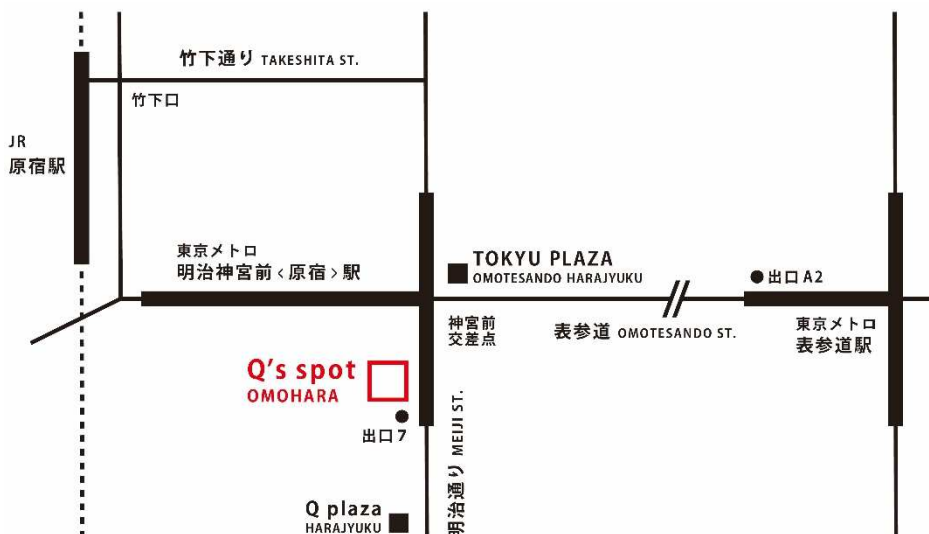 竹下通り TAKESHITA ST.
竹下口
JR
原宿駅
東京メトロ
明治神宮前〈原宿〉駅
TOKYU PLAZA
OMOTESANDO HARAJYUKU
出口 A2
神宮前
交差点
表参道 OMOTESANDO ST.
東京メトロ
表参道駅
Q's spot
OMOHARA
出口 7
明治通り MEIJI ST.
Q plaza
HARAJYUKU